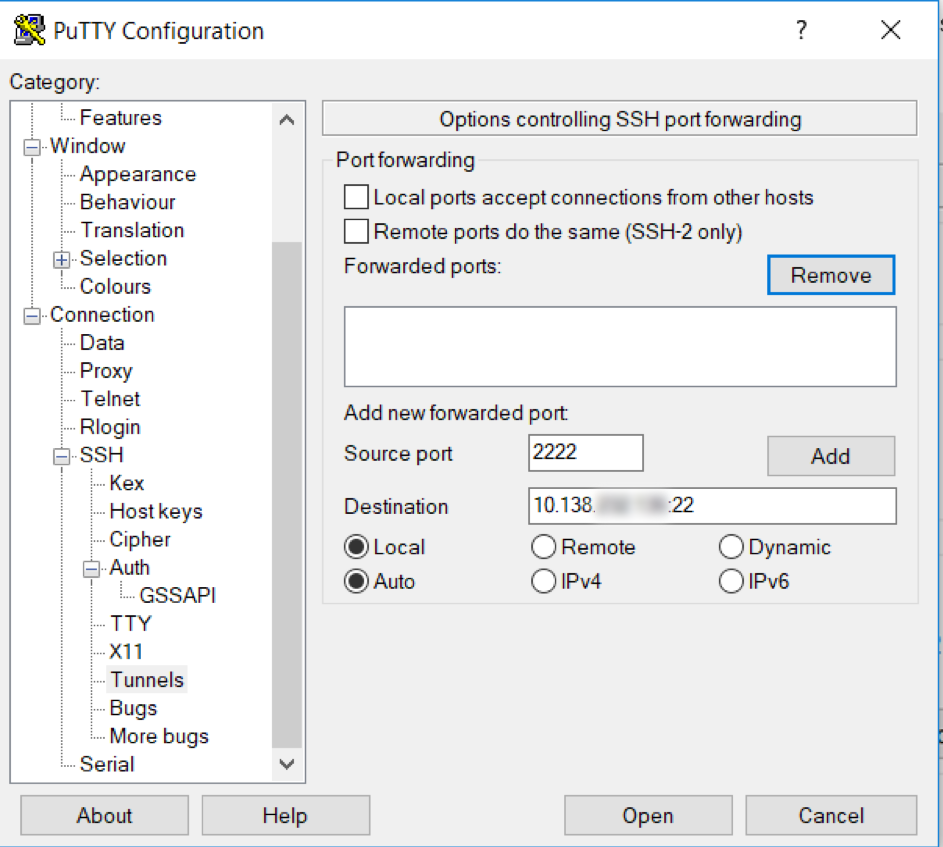 PuTTY Configuration
?
Category:
Features
Window
Appearance
Behaviour
Translation
Selection
Colours
Connection
Data
Proxy
Telnet
Rlogin
SSH
Kex
Host keys
Cipher
Auth
GSSAPI
TTY
X11
Tunnels
Bugs
More bugs
Serial
Options controlling SSH port forwarding
Port forwarding
Local ports accept connections from other hosts
Remote ports do the same (SSH-2 only)
Forwarded ports:
Remove
Add new forwarded port:
Source port 2222 Add
Destination 10.138. :22
Local Remote Dynamic
Auto IPv4 IPv6
About Help Open Cancel